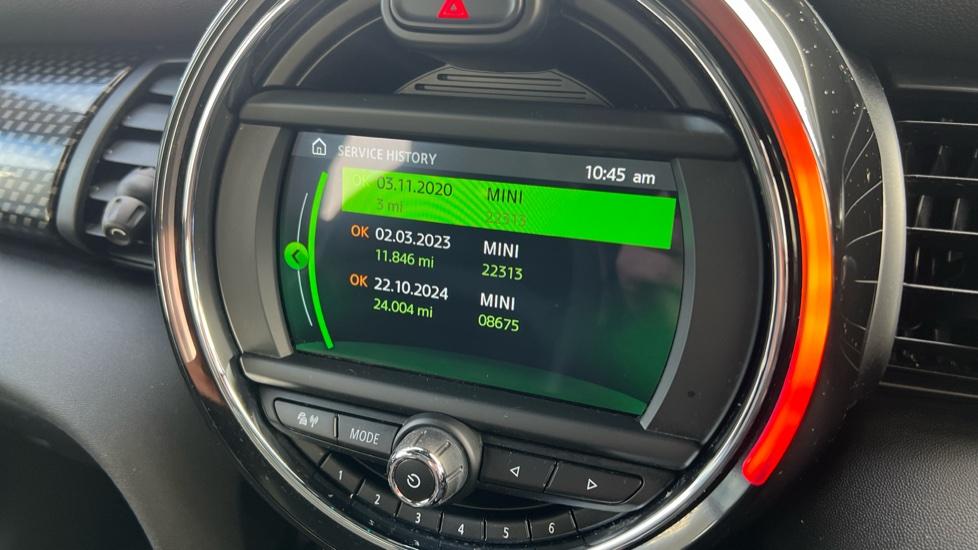 SERVICE HISTORY
10:45 am
OK 03.11.2020 MINI
3 mi 22313
OK 02.03.2023 MINI
11.846 mi 22313
OK 22.10.2024 MINI
24.004 mi 08675
MODE
1 2 3 4 5 6